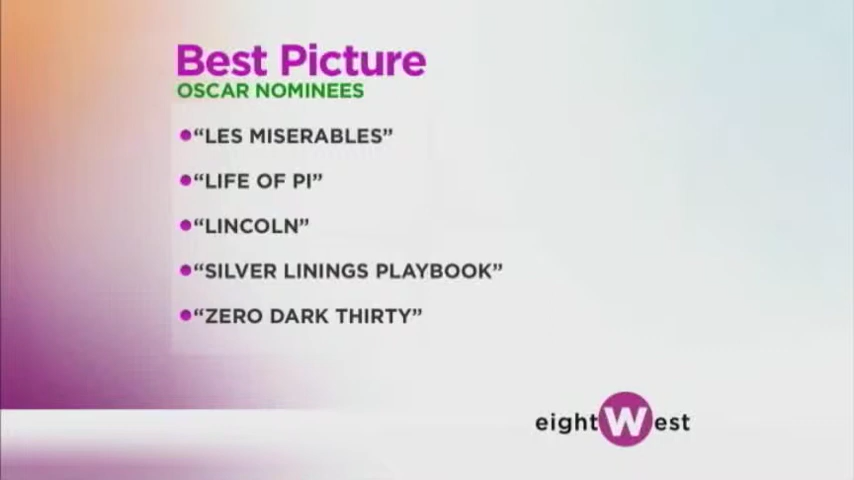 Best Picture
OSCAR NOMINEES
“LES MISERABLES”
“LIFE OF PI”
“LINCOLN”
“SILVER LININGS PLAYBOOK”
“ZERO DARK THIRTY”
eightWest